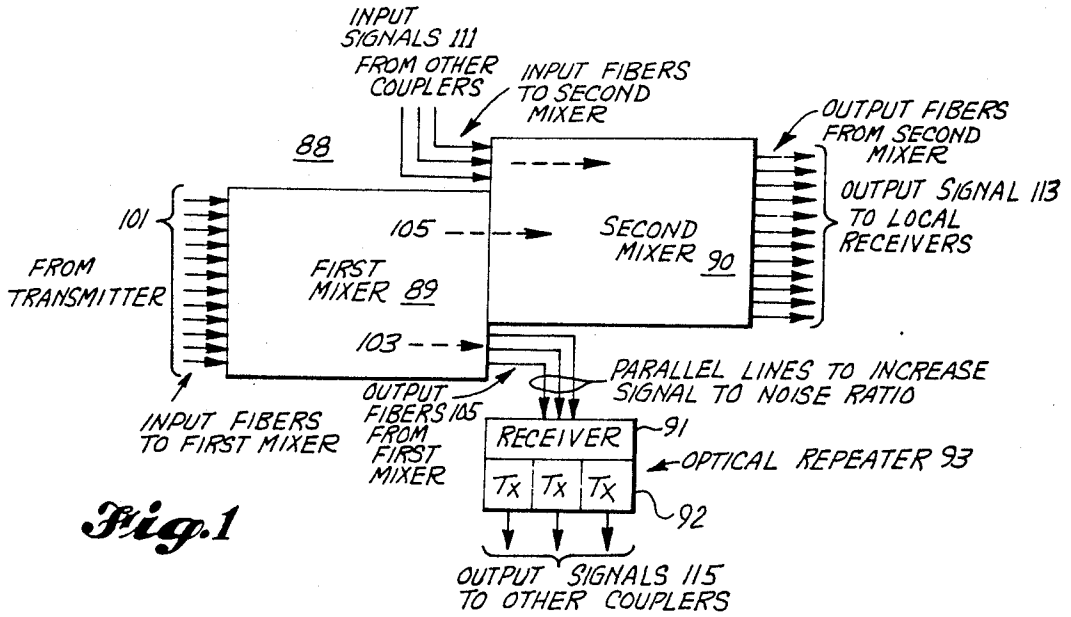 INPUT
SIGNALS 111
FROM OTHER
COUPLERS
INPUT FIBERS
TO SECOND
MIXER
OUTPUT FIBERS
FROM SECOND
MIXER
88
101
FROM
TRANSMITTER
105
FIRST
MIXER 89
103
SECOND
MIXER 90
OUTPUT SIGNAL 113
TO LOCAL
RECEIVERS
INPUT FIBERS
TO FIRST MIXER
OUTPUT
FIBERS 105
FROM
FIRST
MIXER
PARALLEL LINES TO INCREASE
SIGNAL TO NOISE RATIO
RECEIVER
91
TX TX TX
OPTICAL REPEATER 93
92
OUTPUT SIGNALS 115
TO OTHER COUPLERS
Fig.1